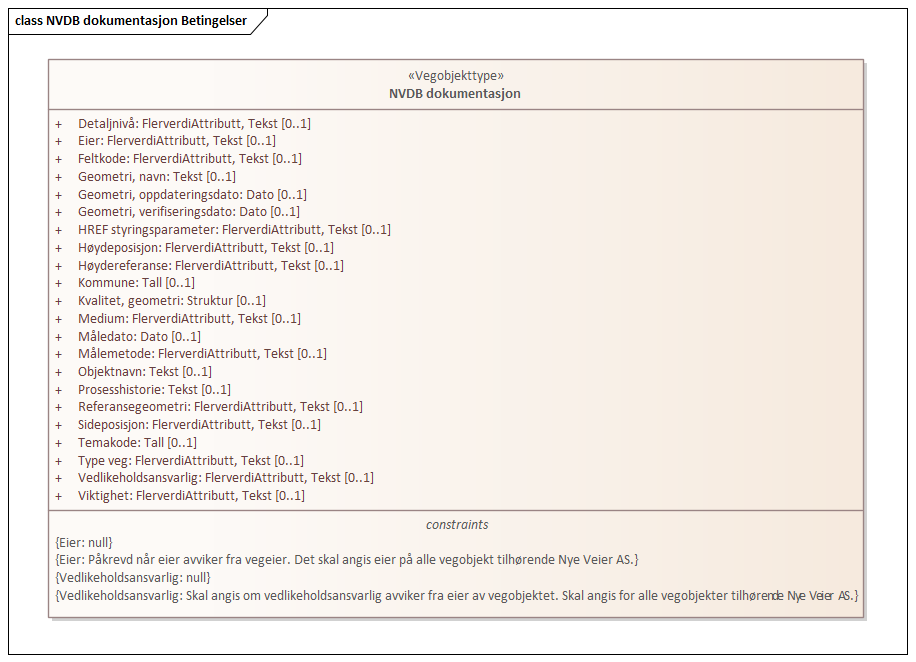 class NVDB dokumentasjon Betingelser
«Vegobjekttype»
NVDB dokumentasjon
+ Detaljnivå: FlerverdiAttributt, Tekst [0..1]
+ Eier: FlerverdiAttributt, Tekst [0..1]
+ Feltkode: FlerverdiAttributt, Tekst [0..1]
+ Geometri, navn: Tekst [0..1]
+ Geometri, oppdateringsdato: Dato [0..1]
+ Geometri, verifiseringsdato: Dato [0..1]
+ HREF styringsparameter: FlerverdiAttributt, Tekst [0..1]
+ Høydeposisjon: FlerverdiAttributt, Tekst [0..1]
+ Høydereferanse: FlerverdiAttributt, Tekst [0..1]
+ Kommune: Tall [0..1]
+ Kvalitet, geometri: Struktur [0..1]
+ Medium: FlerverdiAttributt, Tekst [0..1]
+ Måledato: Dato [0..1]
+ Målemetode: FlerverdiAttributt, Tekst [0..1]
+ Objektnavn: Tekst [0..1]
+ Prosesshistorie: Tekst [0..1]
+ Referansegeometri: FlerverdiAttributt, Tekst [0..1]
+ Sideposisjon: FlerverdiAttributt, Tekst [0..1]
+ Temakode: Tall [0..1]
+ Type veg: FlerverdiAttributt, Tekst [0..1]
+ Vedlikeholdsansvarlig: FlerverdiAttributt, Tekst [0..1]
+ Viktighet: FlerverdiAttributt, Tekst [0..1]
constraints
{Eier: null}
{Eier: Påkrevd når eier avviker fra vegeier. Det skal angis eier på alle vegobjekt tilhørende Nye Veier AS.}
{Vedlikeholdsansvarlig: null}
{Vedlikeholdsansvarlig: Skal angis om vedlikeholdsansvarlig avviker fra eier av vegobjektet. Skal angis for alle vegobjekter tilhørende Nye Veier AS.}